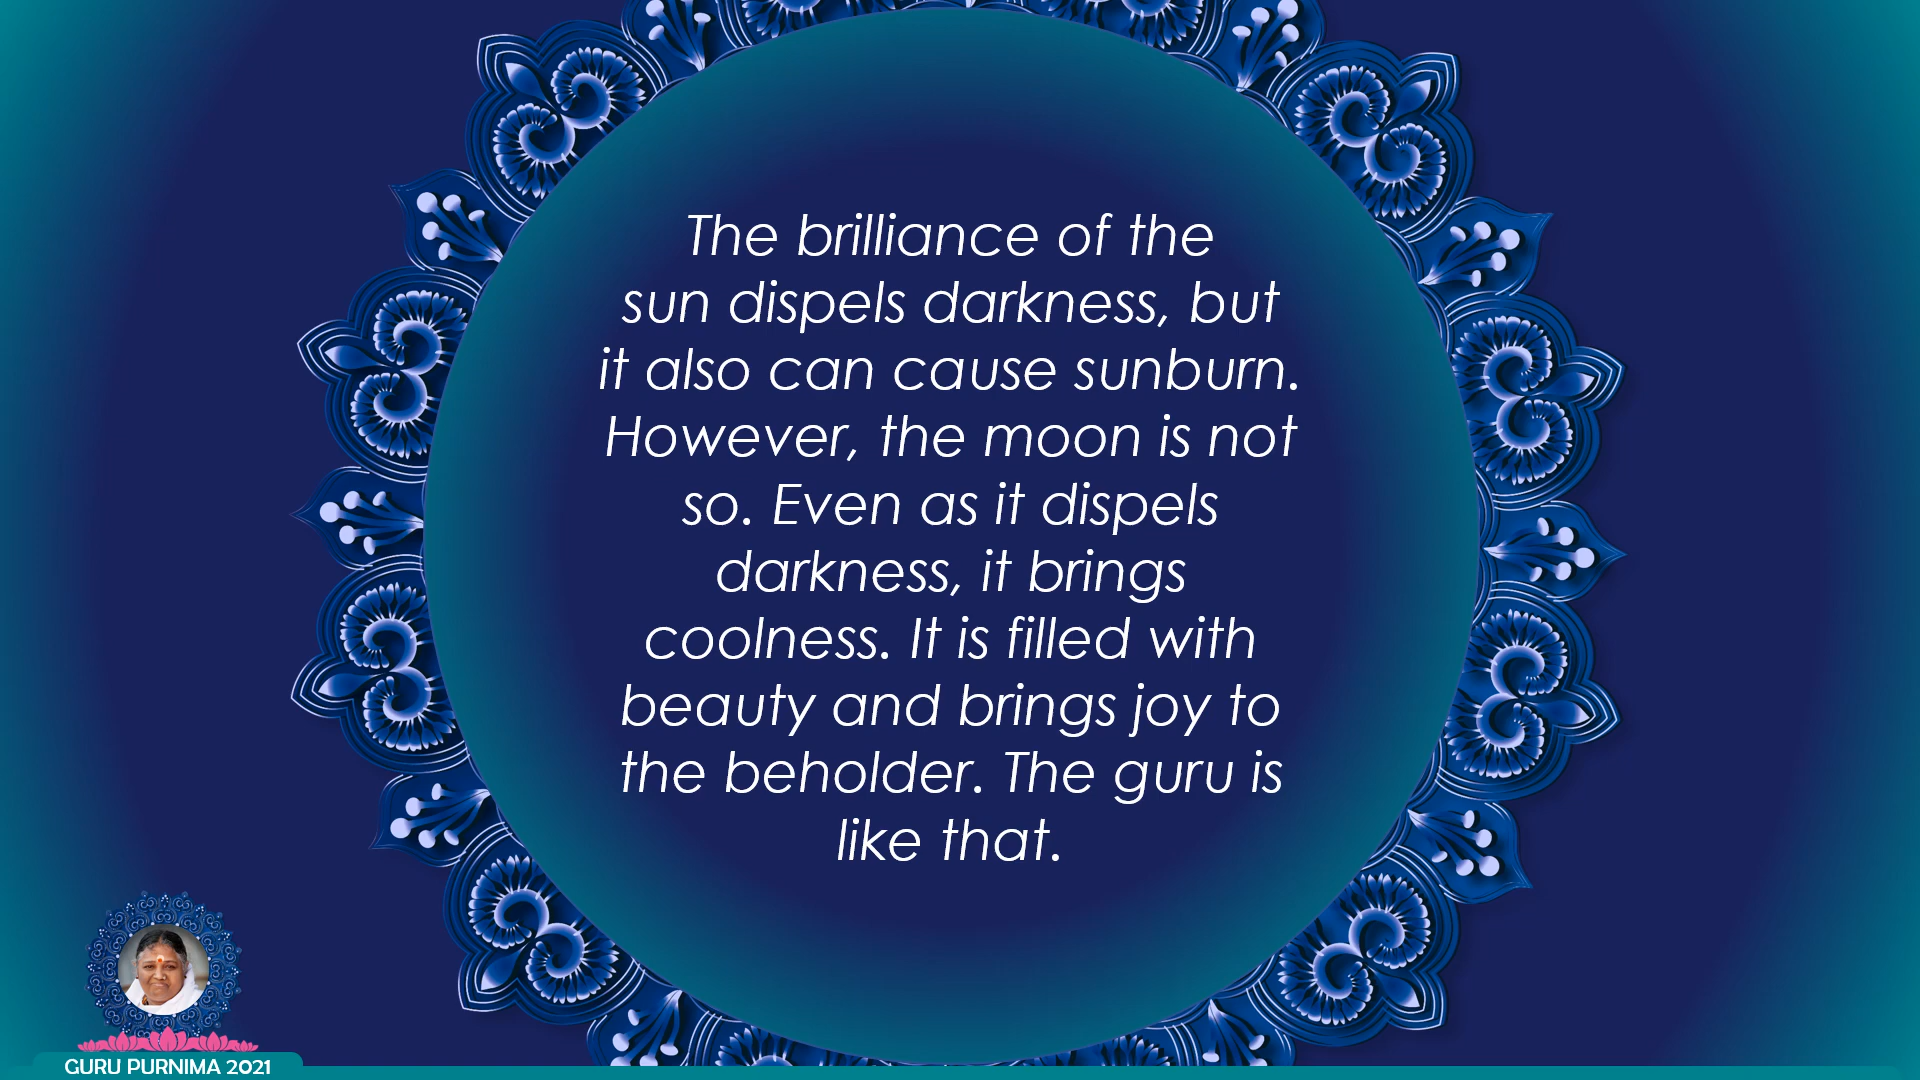 The brilliance of the
sun dispels darkness, but
it also can cause sunburn.
However, the moon is not
so. Even as it dispels
darkness, it brings
coolness. It is filled with
beauty and brings joy to
the beholder. The guru is
like that.
GURU PURNIMA 2021